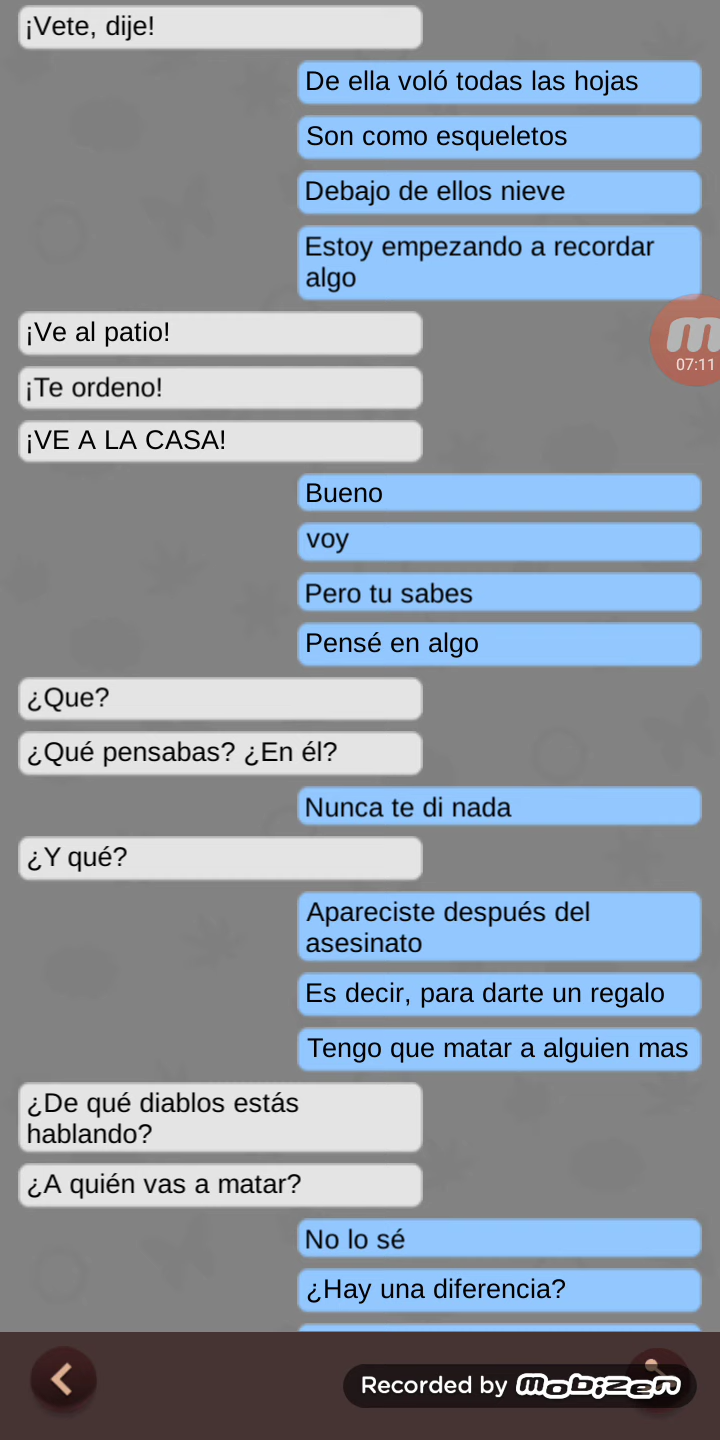 ¡Vete, dije!
De ella voló todas las hojas
Son como esqueletos
Debajo de ellos nieve
Estoy empezando a recordar
algo
¡Ve al patio!
07:11
¡Te ordeno!
¡VE A LA CASA!
Bueno
voy
Pero tu sabes
Pensé en algo
¿Que?
¿Qué pensabas? ¿En él?
Nunca te di nada
¿Y qué?
Apareciste después del
asesinato
Es decir, para darte un regalo
Tengo que matar a alguien mas
¿De qué diablos estás
hablando?
¿A quién vas a matar?
No lo sé
¿Hay una diferencia?
Recorded by mobizen